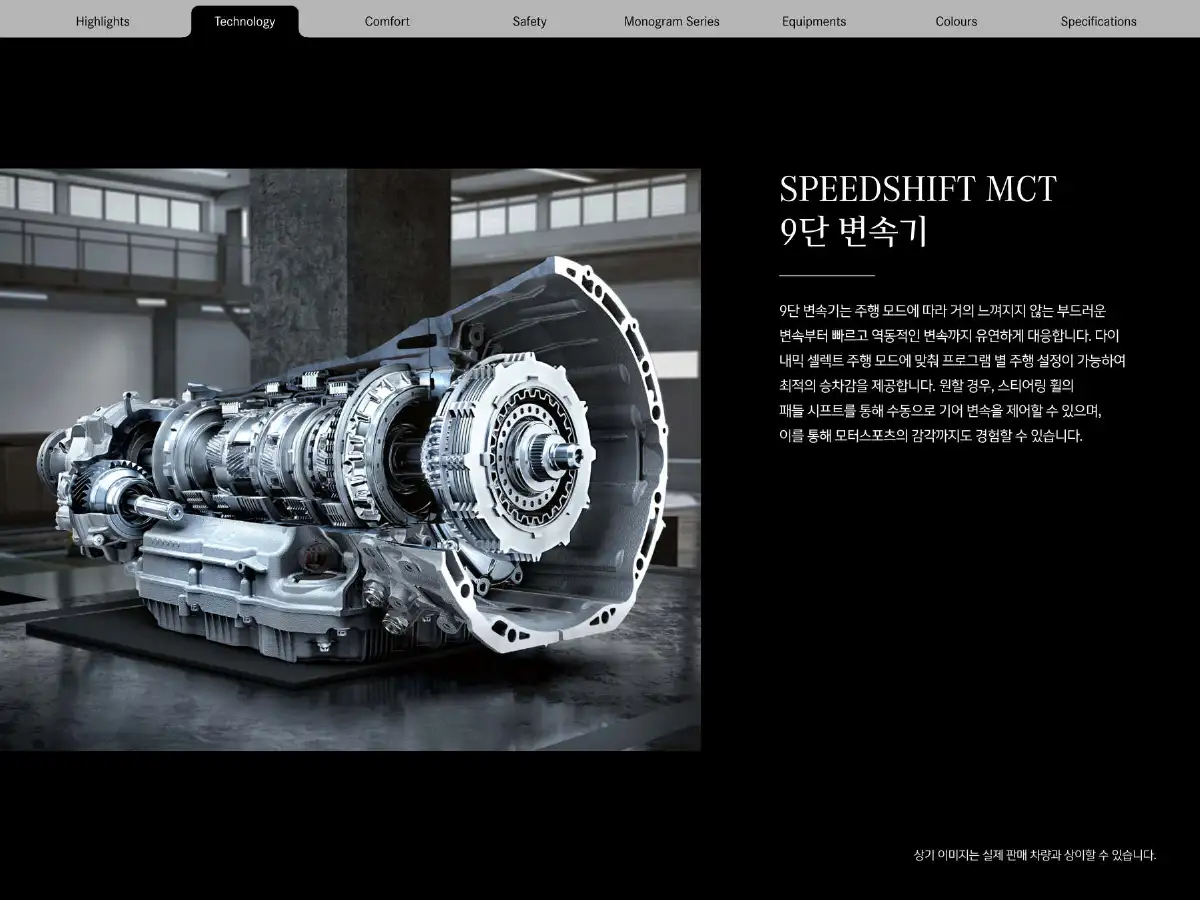 Highlights
Technology
Comfort
Safety
Monogram Series
Equipments
Colours
Specifications
SPEEDSHIFT MCT
9단 변속기
9단 변속기는 주행 모드에 따라 거의 느껴지지 않는 부드러운
변속부터 빠르고 역동적인 변속까지 유연하게 대응합니다. 다이
내믹 셀렉트 주행 모드에 맞춰 프로그램 별 주행 설정이 가능하여
최적의 승차감을 제공합니다. 원할 경우, 스티어링 휠의
패들 시프트를 통해 수동으로 기어 변속을 제어할 수 있으며,
이를 통해 모터스포츠의 감각까지도 경험할 수 있습니다.
상기 이미지는 실제 판매 차량과 상이할 수 있습니다.